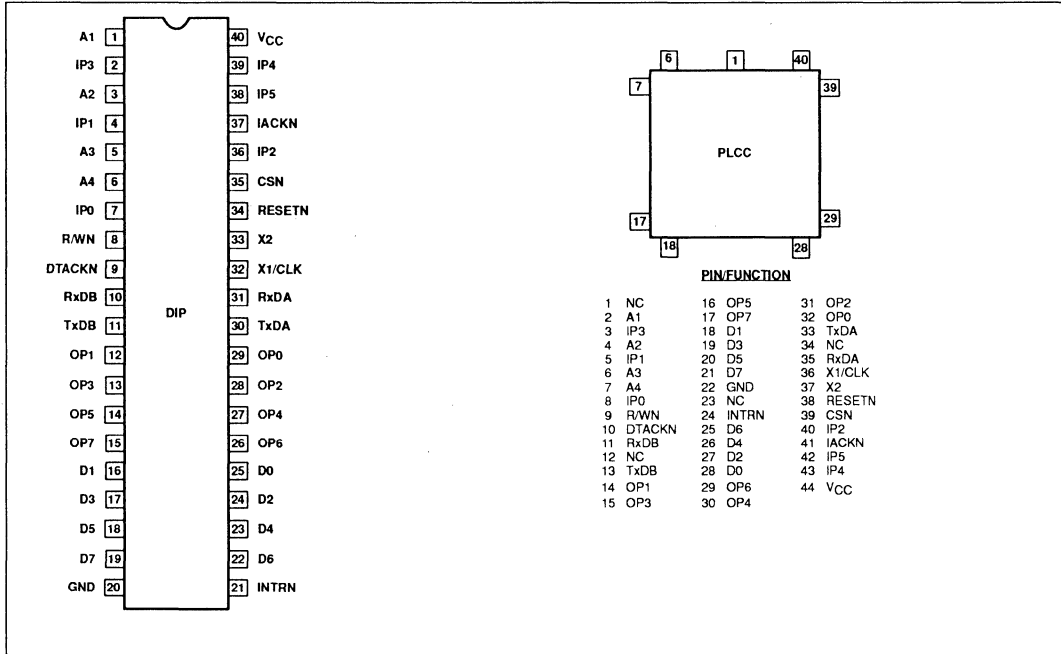 A1 1 40 VCC
IP3 2 39 IP4
A2 3 38 IP5
IP1 4 37 IACKN
A3 5 36 IP2
A4 6 35 CSN
IP0 7 34 RESETN
R/WN 8 33 X2
DTACKN 9 32 X1/CLK
RxDB 10 31 RxDA
TxDB 11 30 TxDA
OP1 12 29 OP0
OP3 13 28 OP2
OP5 14 27 OP4
OP7 15 26 OP6
D1 16 25 D0
D3 17 24 D2
D5 18 23 D4
D7 19 22 D6
GND 20 21 INTRN
DIP
6 1 40
7 39
PLCC
17 29
18 28
PIN/FUNCTION
1 NC 16 OP5 31 OP2
2 A1 17 OP7 32 OP0
3 IP3 18 D1 33 TxDA
4 A2 19 D3 34 NC
5 IP1 20 D5 35 RxDA
6 A3 21 D7 36 X1/CLK
7 A4 22 GND 37 X2
8 IP0 23 NC 38 RESETN
9 R/WN 24 INTRN 39 CSN
10 DTACKN 25 D6 40 IP2
11 RxDB 26 D4 41 IACKN
12 NC 27 D2 42 IP5
13 TxDB 28 D0 43 IP4
14 OP1 29 OP6 44 VCC
15 OP3 30 OP4